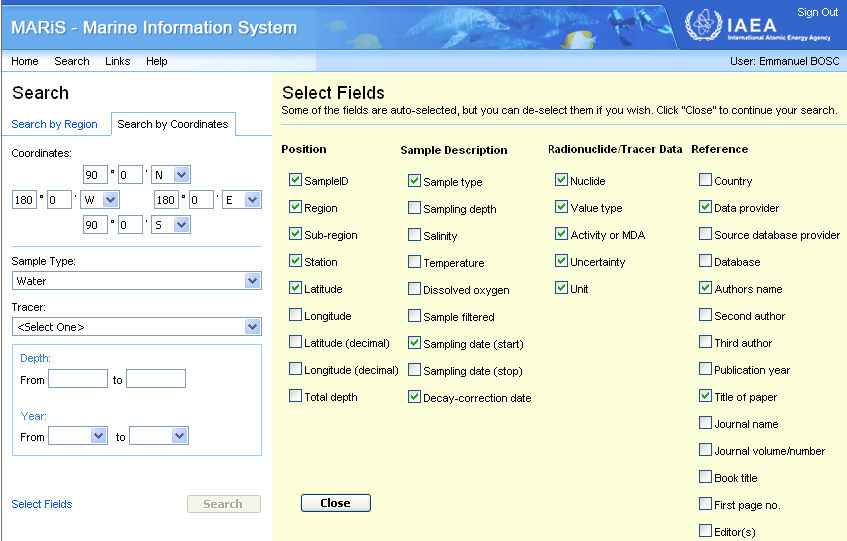 Sign Out
MARiS - Marine Information System
IAEA
International Atomic Energy Agency
Home Search Links Help
User: Emmanuel BOSC
Search
Search by Region Search by Coordinates
Coordinates:
90 ° 0 ' N
180 ° 0 ' W 180 ° 0 ' E
90 ° 0 ' S
Sample Type:
Water
Tracer:
<Select One>
Depth:
From to
Year:
From to
Select Fields Search
Select Fields
Some of the fields are auto-selected, but you can de-select them if you wish. Click "Close" to continue your search.
Position
SampleID
Region
Sub-region
Station
Latitude
Longitude
Latitude (decimal)
Longitude (decimal)
Total depth
Sample Description
Sample type
Sampling depth
Salinity
Temperature
Dissolved oxygen
Sample filtered
Sampling date (start)
Sampling date (stop)
Decay-correction date
Radionuclide/Tracer Data
Nuclide
Value type
Activity or MDA
Uncertainty
Unit
Reference
Country
Data provider
Source database provider
Database
Authors name
Second author
Third author
Publication year
Title of paper
Journal name
Journal volume/number
Book title
First page no.
Editor(s)
Close